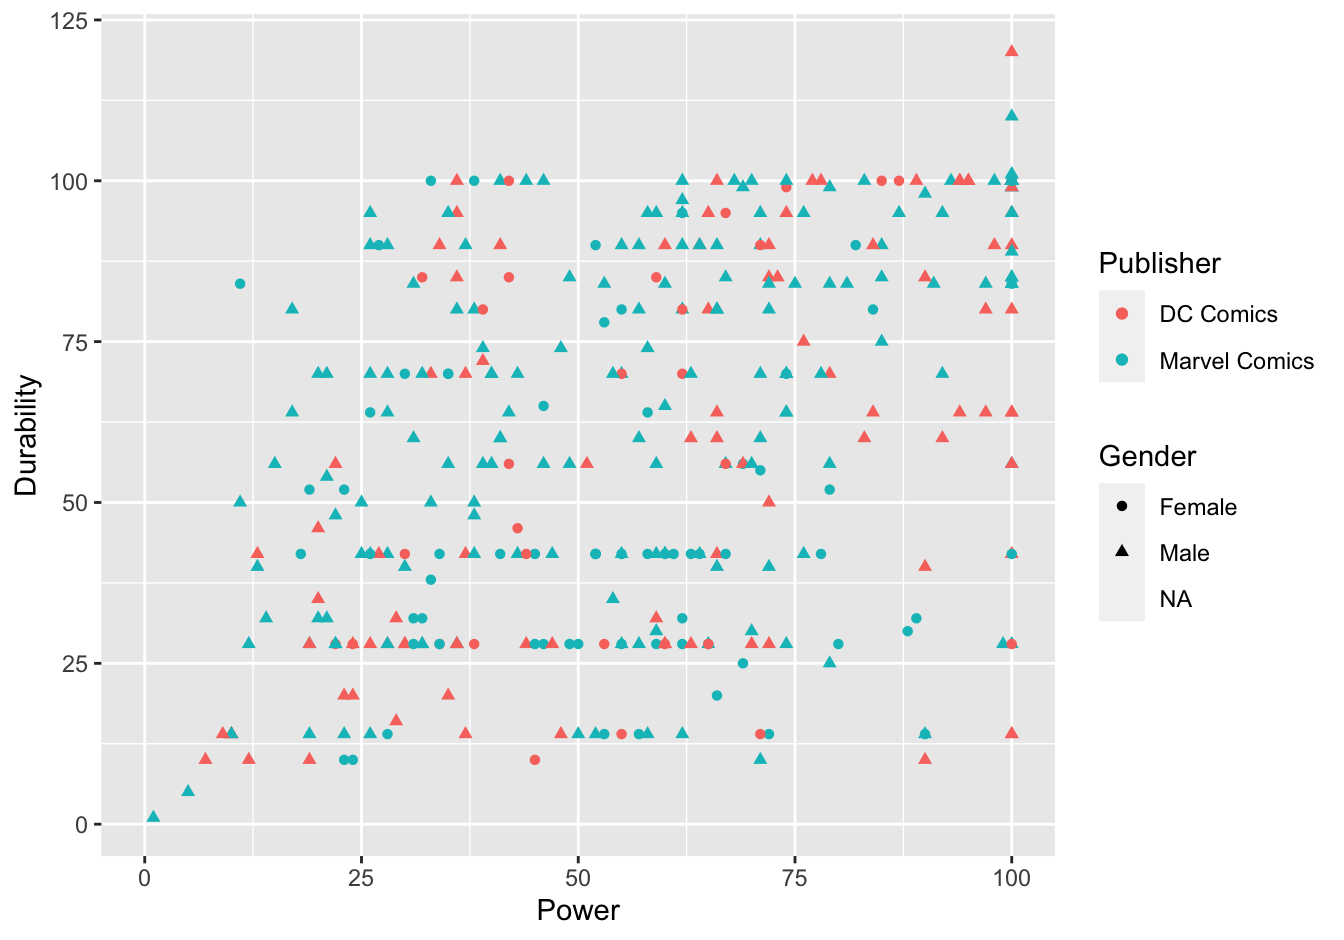 125
100
75
50
25
0
Durability
0 25 50 75 100
Power
Publisher
DC Comics
Marvel Comics
Gender
Female
Male
NA